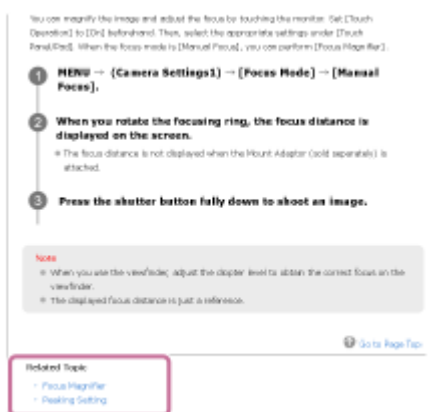 You can magnify the image and adjust the focus by touching the monitor. Set [Touch
Operation] to [On] beforehand. Then, select the appropriate settings under [Touch
Panel/Pad]. When the focus mode is [Manual Focus], you can perform [Focus Magnifier].
1 MENU → (Camera Settings1) → [Focus Mode] → [Manual
Focus].
2 When you rotate the focusing ring, the focus distance is
displayed on the screen.
The focus distance is not displayed when the Mount Adaptor (sold separately) is
attached.
3 Press the shutter button fully down to shoot an image.
Note
When you use the viewfinder, adjust the diopter level to obtain the correct focus on the
viewfinder.
The displayed focus distance is just a reference.
Go to Page Top
Related Topic
Focus Magnifier
Peaking Setting